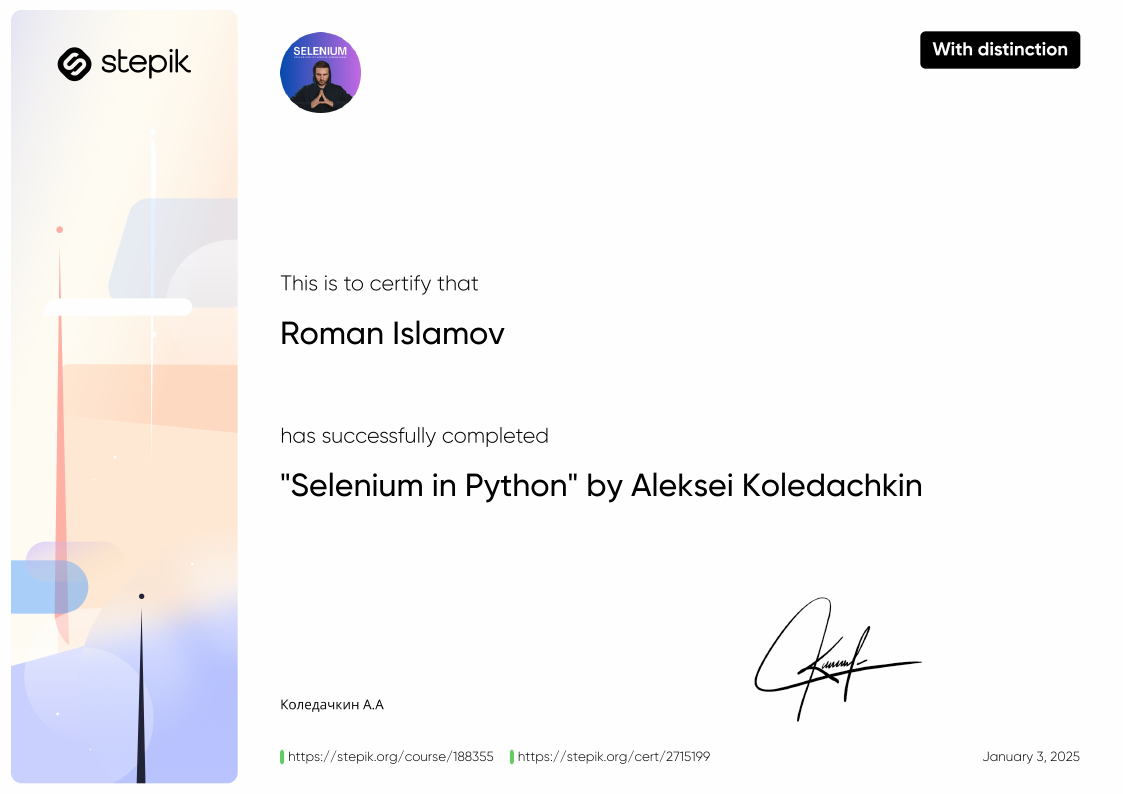 stepik
SELENIUM
With distinction
This is to certify that
Roman Islamov
has successfully completed
"Selenium in Python" by Aleksei Koledachkin
Коледачкин А.А
https://stepik.org/course/188355 https://stepik.org/cert/2715199 January 3, 2025